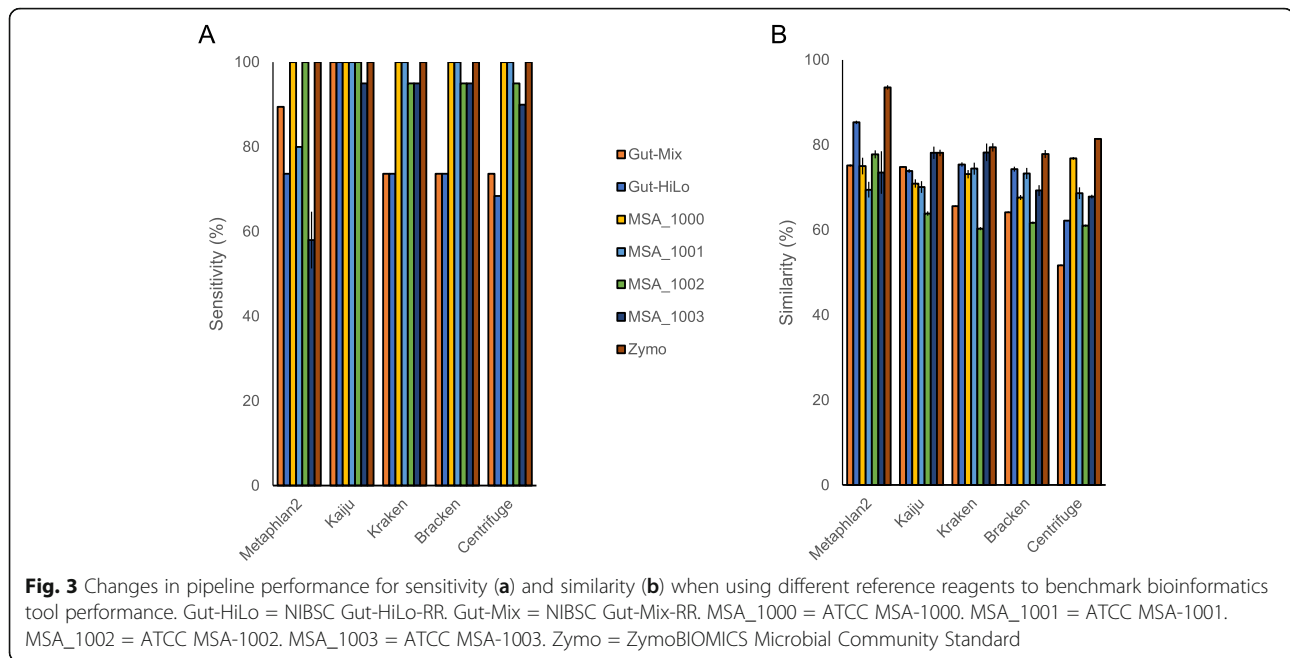 A
100
80
60
40
20
0
Sensitivity (%)
Metaphlan2
Kaiju
Kraken
Bracken
Centrifuge
Gut-Mix
Gut-HiLo
MSA_1000
MSA_1001
MSA_1002
MSA_1003
Zymo
B
100
80
60
40
20
0
Similarity (%)
Metaphlan2
Kaiju
Kraken
Bracken
Centrifuge
Fig. 3 Changes in pipeline performance for sensitivity (a) and similarity (b) when using different reference reagents to benchmark bioinformatics
tool performance. Gut-HiLo = NIBSC Gut-HiLo-RR. Gut-Mix = NIBSC Gut-Mix-RR. MSA_1000 = ATCC MSA-1000. MSA_1001 = ATCC MSA-1001.
MSA_1002 = ATCC MSA-1002. MSA_1003 = ATCC MSA-1003. Zymo = ZymoBIOMICS Microbial Community Standard